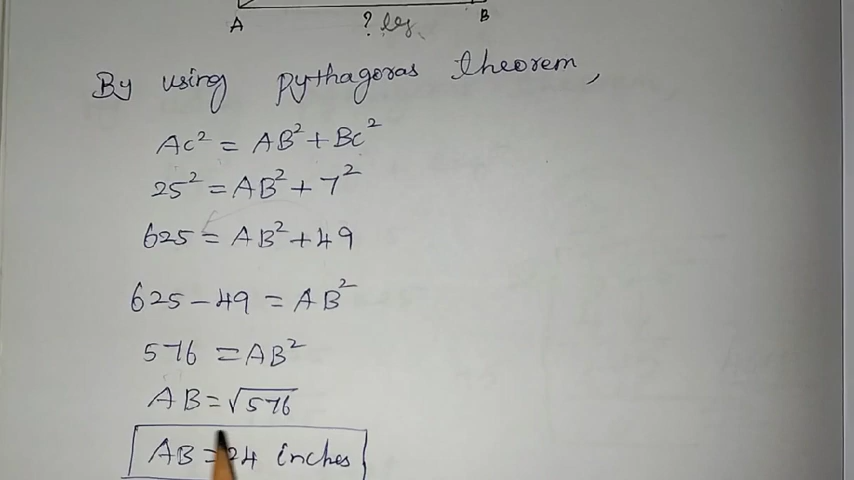 A ? leg B
By using pythagoras theorem,
AC² = AB² + BC²
25² = AB² + 7²
625 = AB² + 49
625 - 49 = AB²
576 = AB²
AB = √576
AB = 24 inches